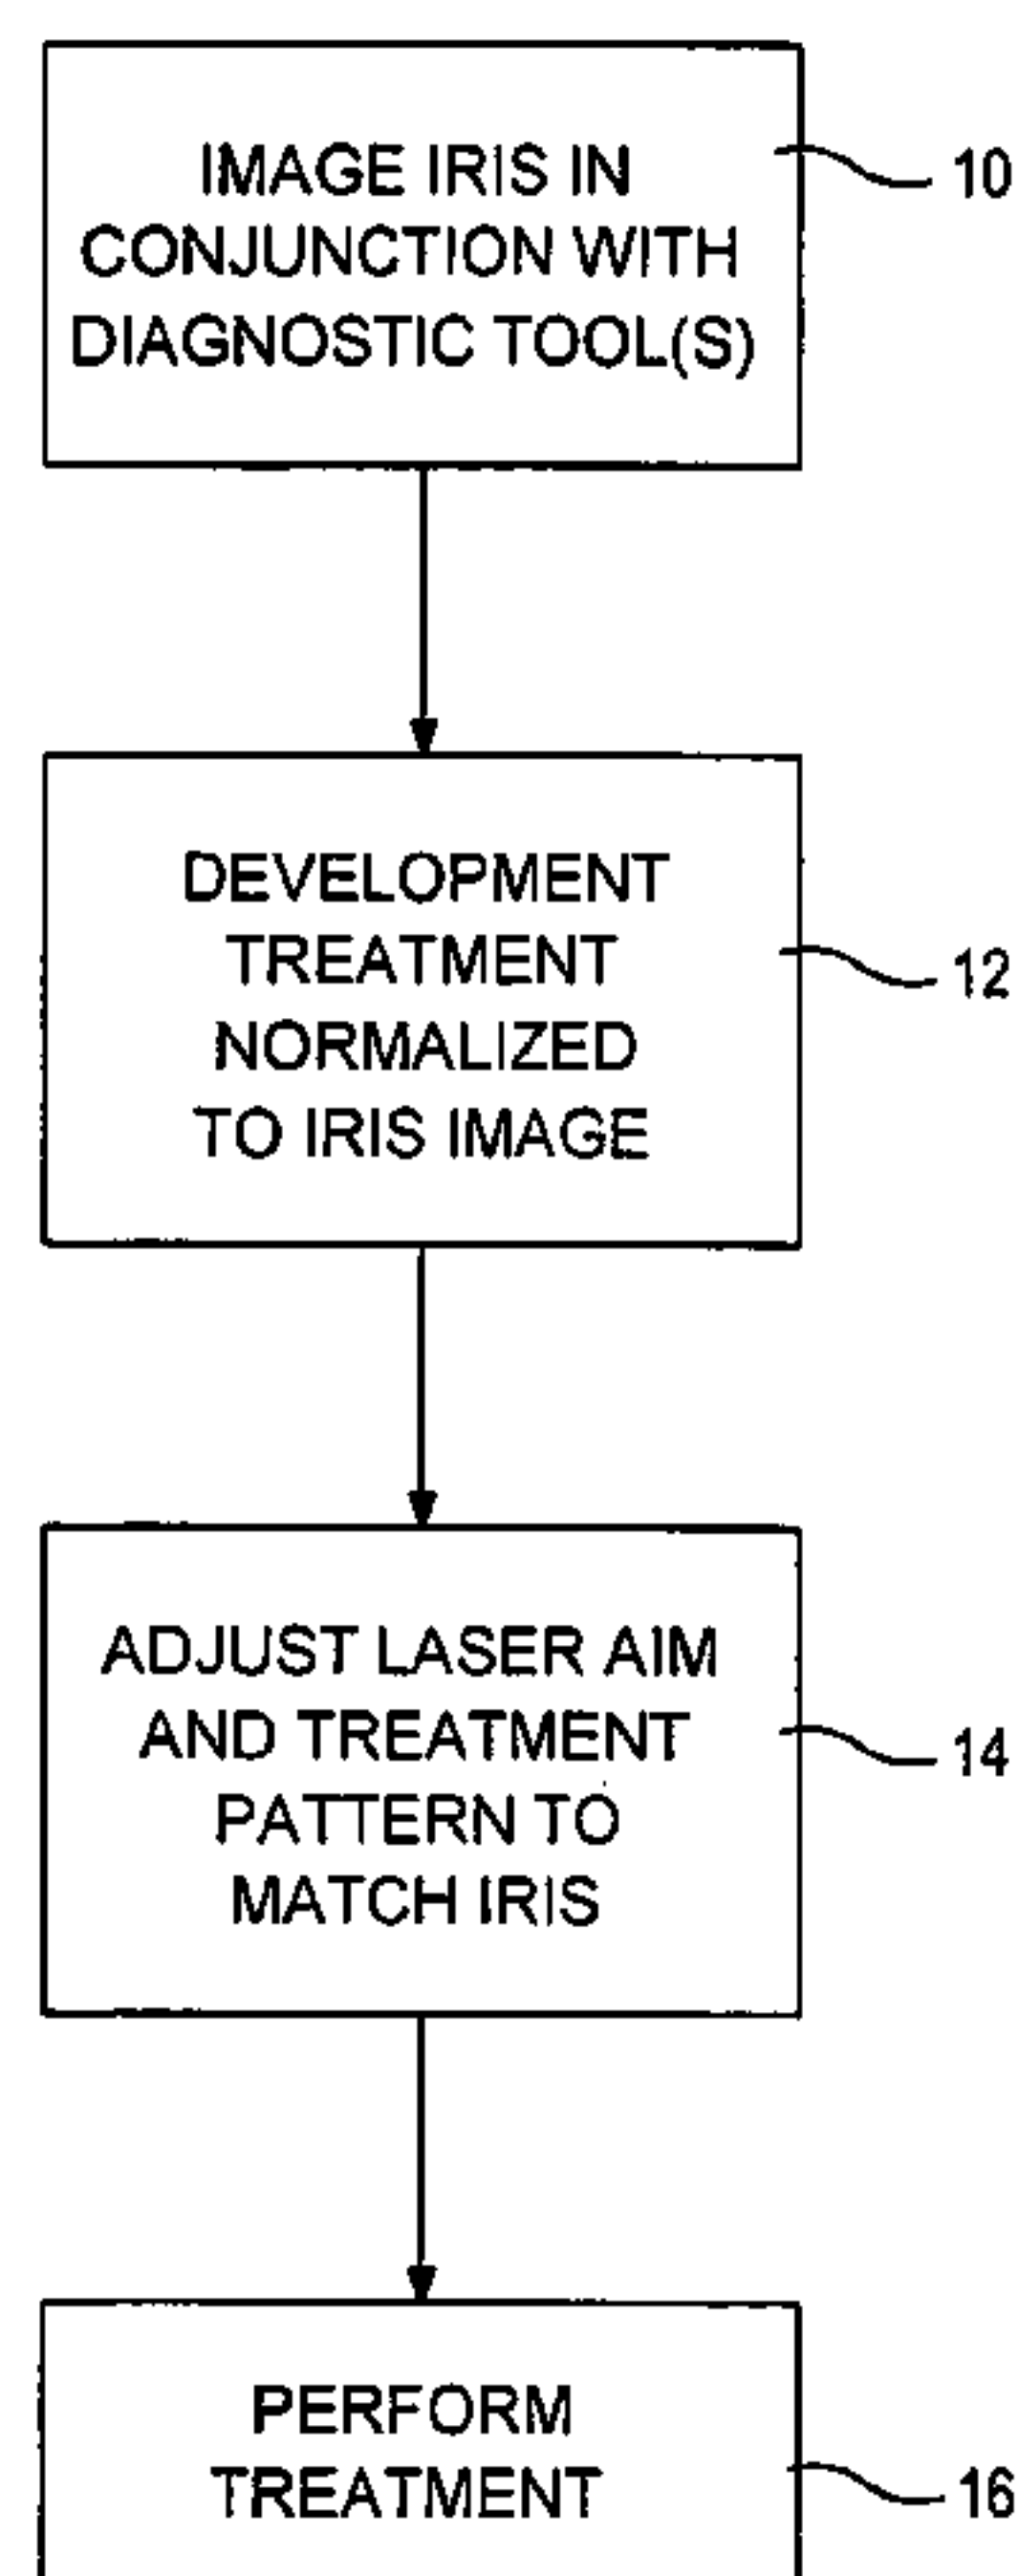 IMAGE IRIS IN
CONJUNCTION WITH
DIAGNOSTIC TOOL(S)
10
DEVELOPMENT
TREATMENT
NORMALIZED
TO IRIS IMAGE
12
ADJUST LASER AIM
AND TREATMENT
PATTERN TO
MATCH IRIS
14
PERFORM
TREATMENT
16